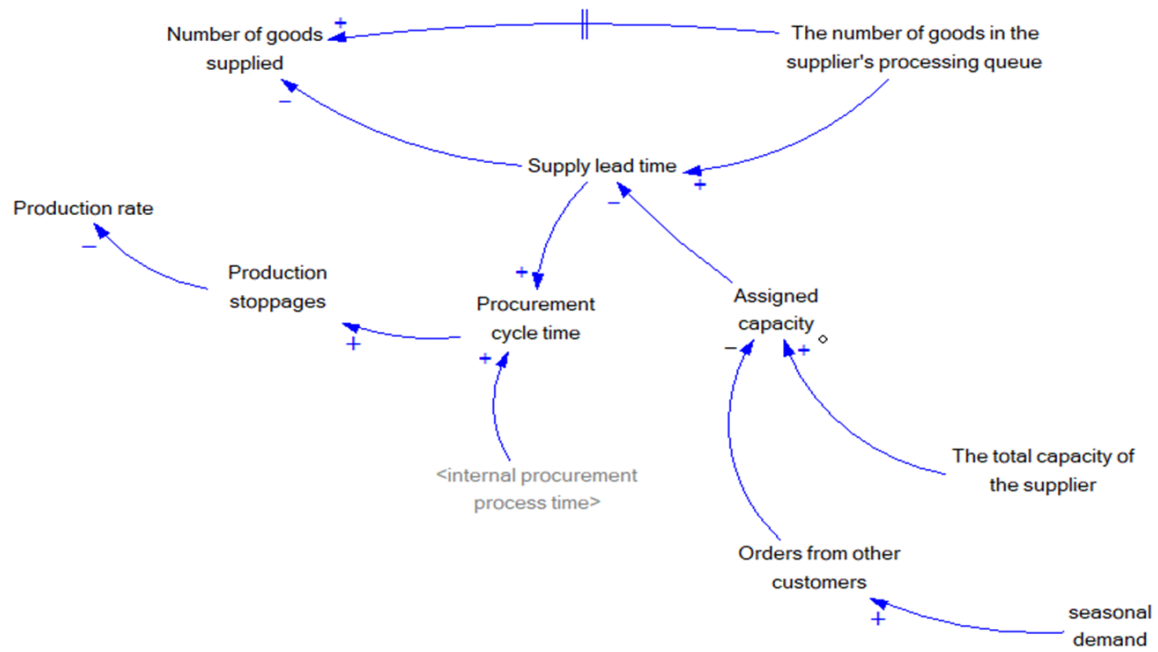 Number of goods
supplied
The number of goods in the
supplier's processing queue
Supply lead time
Production rate
Production
stoppages
Procurement
cycle time
Assigned
capacity
<internal procurement
process time>
The total capacity of
the supplier
Orders from other
customers
seasonal
demand